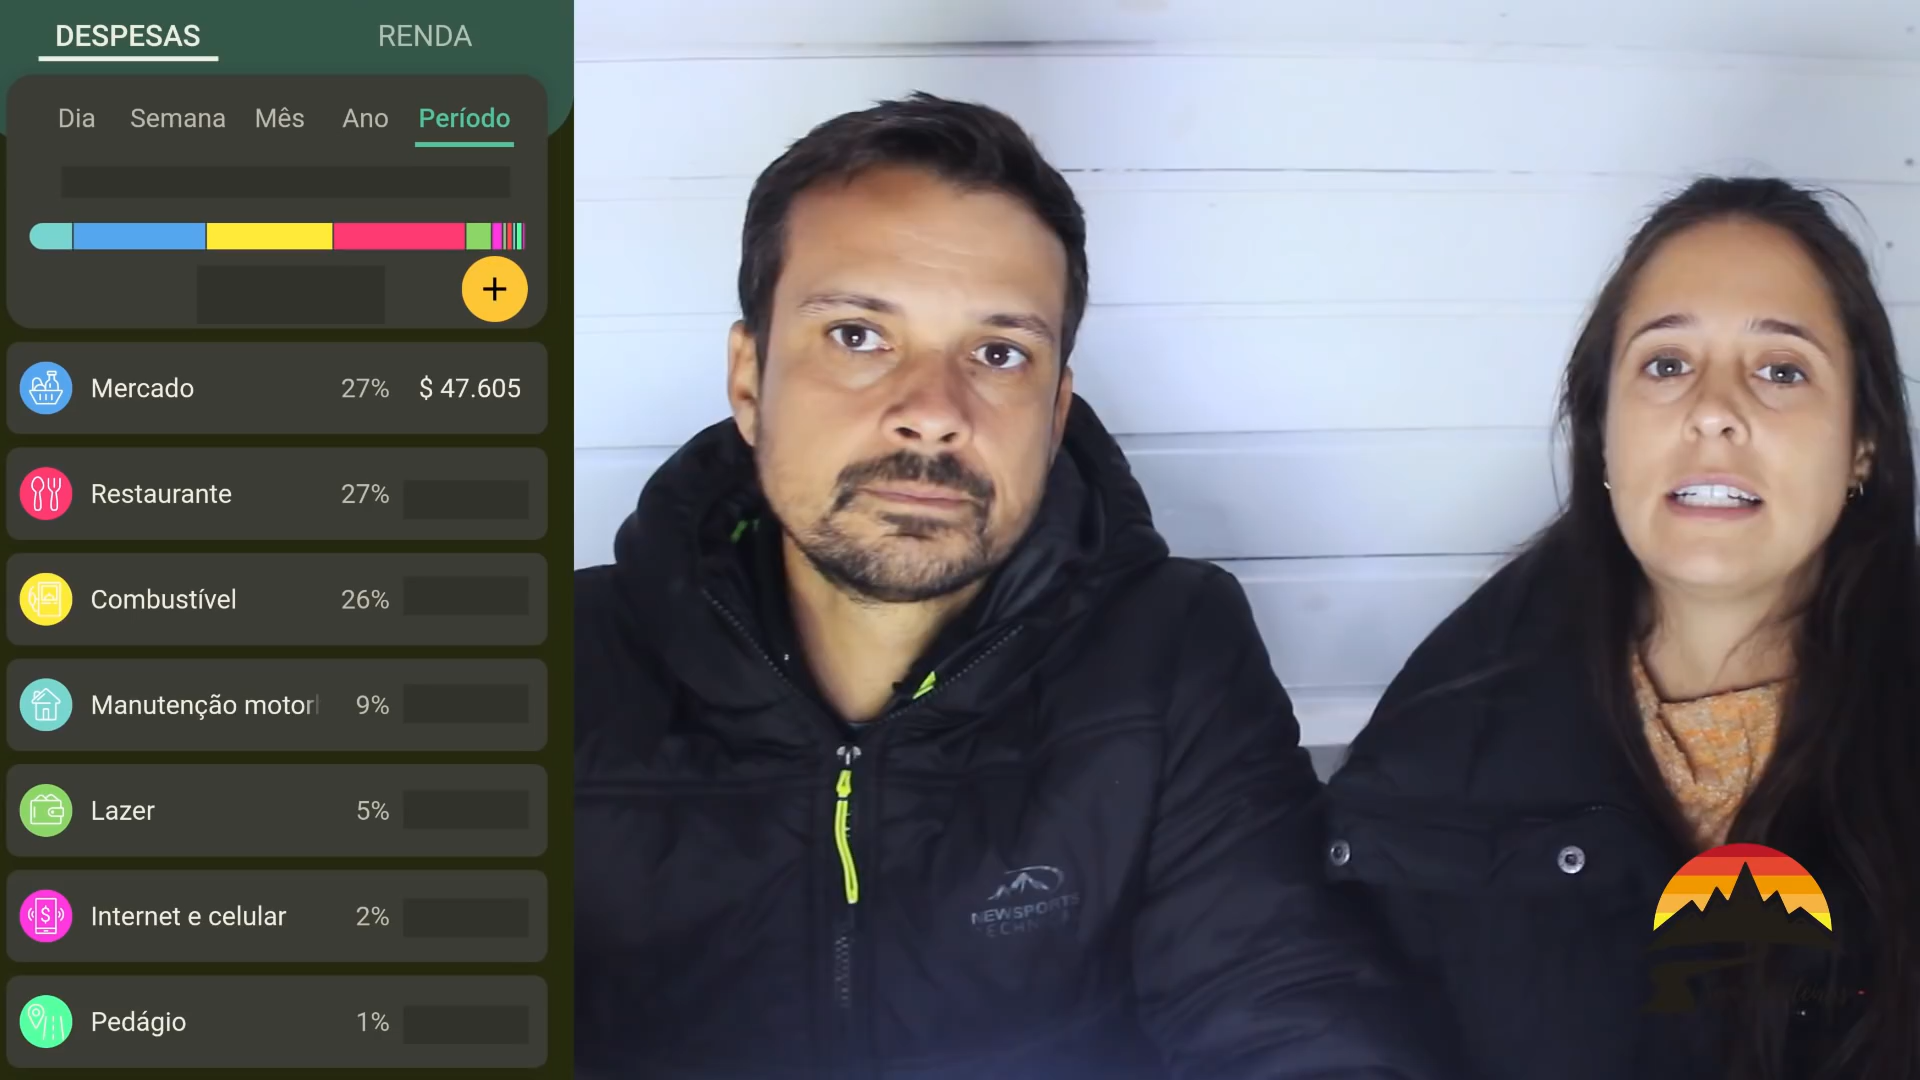 DESPESAS RENDA
Dia Semana Mês Ano Período
+
Mercado 27% $ 47.605
Restaurante 27%
Combustível 26%
Manutenção motor
9%
Lazer 5%
Internet e celular 2%
Pedágio 1%
NEWSPORTS